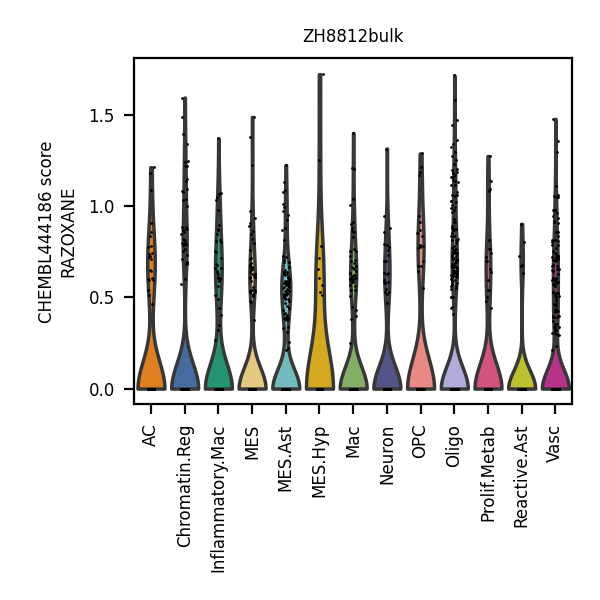 ZH8812bulk
CHEMBL444186 score
RAZOXANE
1.5
1.0
0.5
0.0
AC
Chromatin.Reg
Inflammatory.Mac
MES
MES.Ast
MES.Hyp
Mac
Neuron
OPC
Oligo
Prolif.Metab
Reactive.Ast
Vasc